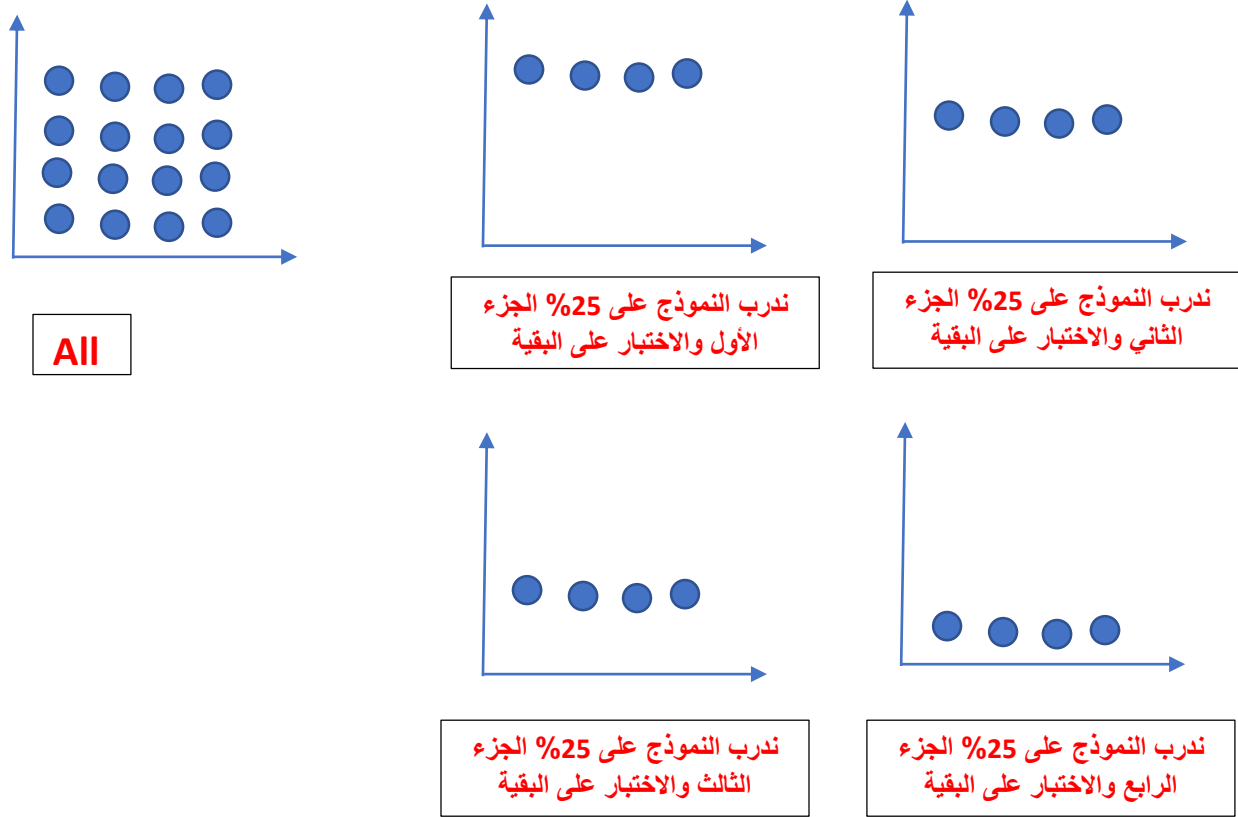 All
ندرب النموذج على 25% الجزء
الأول والاختبار على البقية
ندرب النموذج على 25% الجزء
الثاني والاختبار على البقية
ندرب النموذج على 25% الجزء
الثالث والاختبار على البقية
ندرب النموذج على 25% الجزء
الرابع والاختبار على البقية